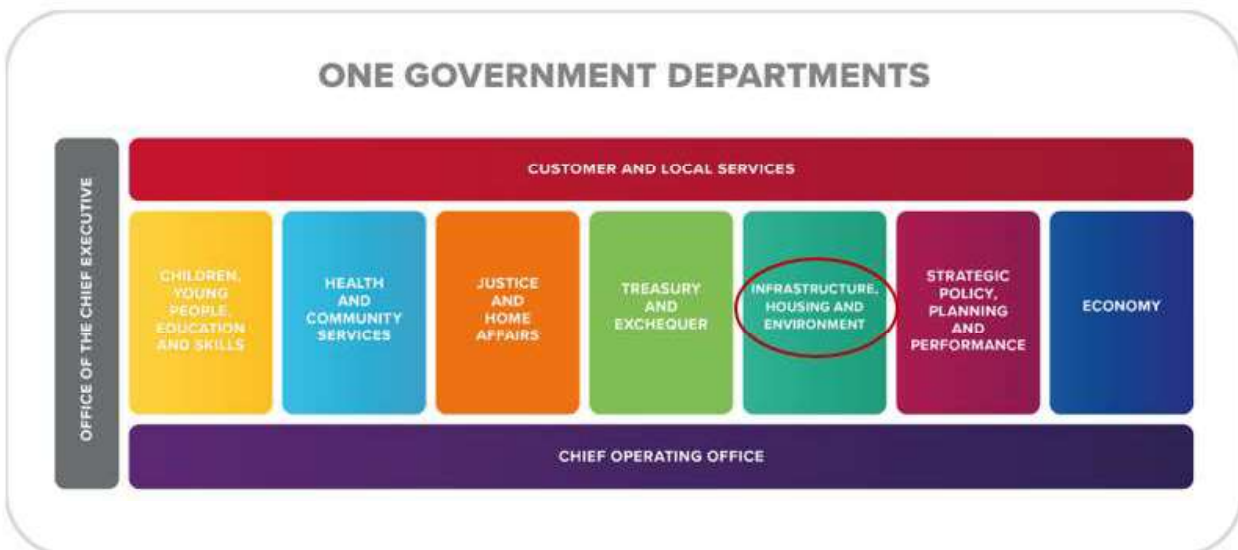 ONE GOVERNMENT DEPARTMENTS
OFFICE OF THE CHIEF EXECUTIVE
CUSTOMER AND LOCAL SERVICES
CHILDREN,
YOUNG
PEOPLE,
EDUCATION
AND SKILLS
HEALTH
AND
COMMUNITY
SERVICES
JUSTICE
AND
HOME
AFFAIRS
TREASURY
AND
EXCHEQUER
INFRASTRUCTURE,
HOUSING AND
ENVIRONMENT
STRATEGIC
POLICY,
PLANNING
AND
PERFORMANCE
ECONOMY
CHIEF OPERATING OFFICE